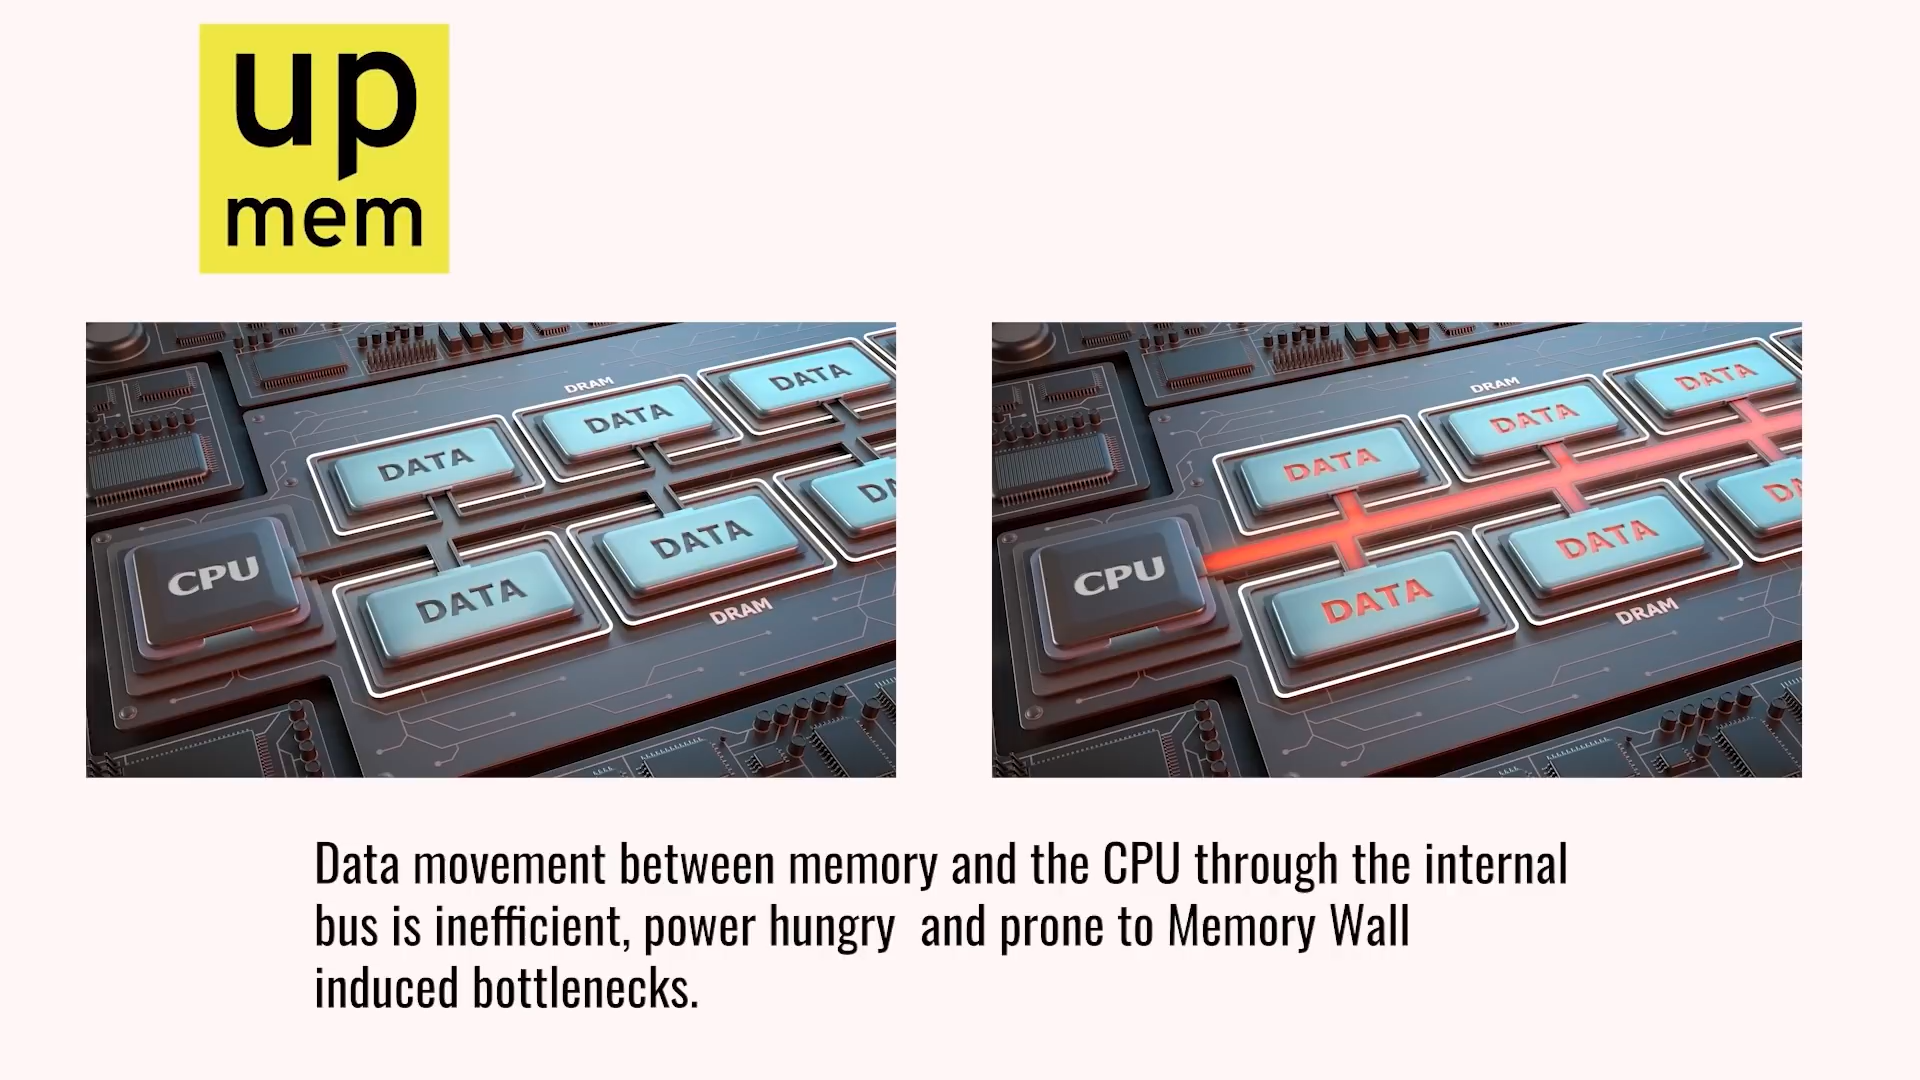 up
mem
DRAM
DATA
DATA
DATA
DATA
DATA
CPU
DATA
DRAM
DRAM
DATA
DATA
DATA
DATA
DATA
CPU
DATA
DRAM
Data movement between memory and the CPU through the internal
bus is inefficient, power hungry  and prone to Memory Wall
induced bottlenecks.